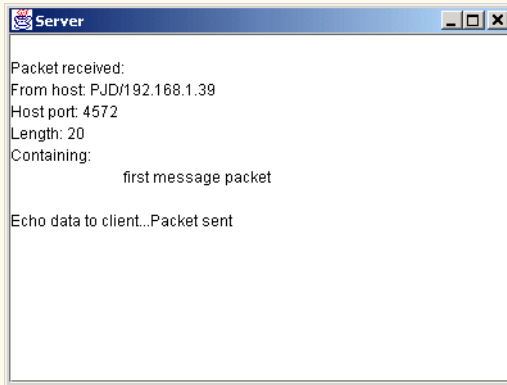 Server
Packet received:
From host: PJD/192.168.1.39
Host port: 4572
Length: 20
Containing:
first message packet
Echo data to client...Packet sent